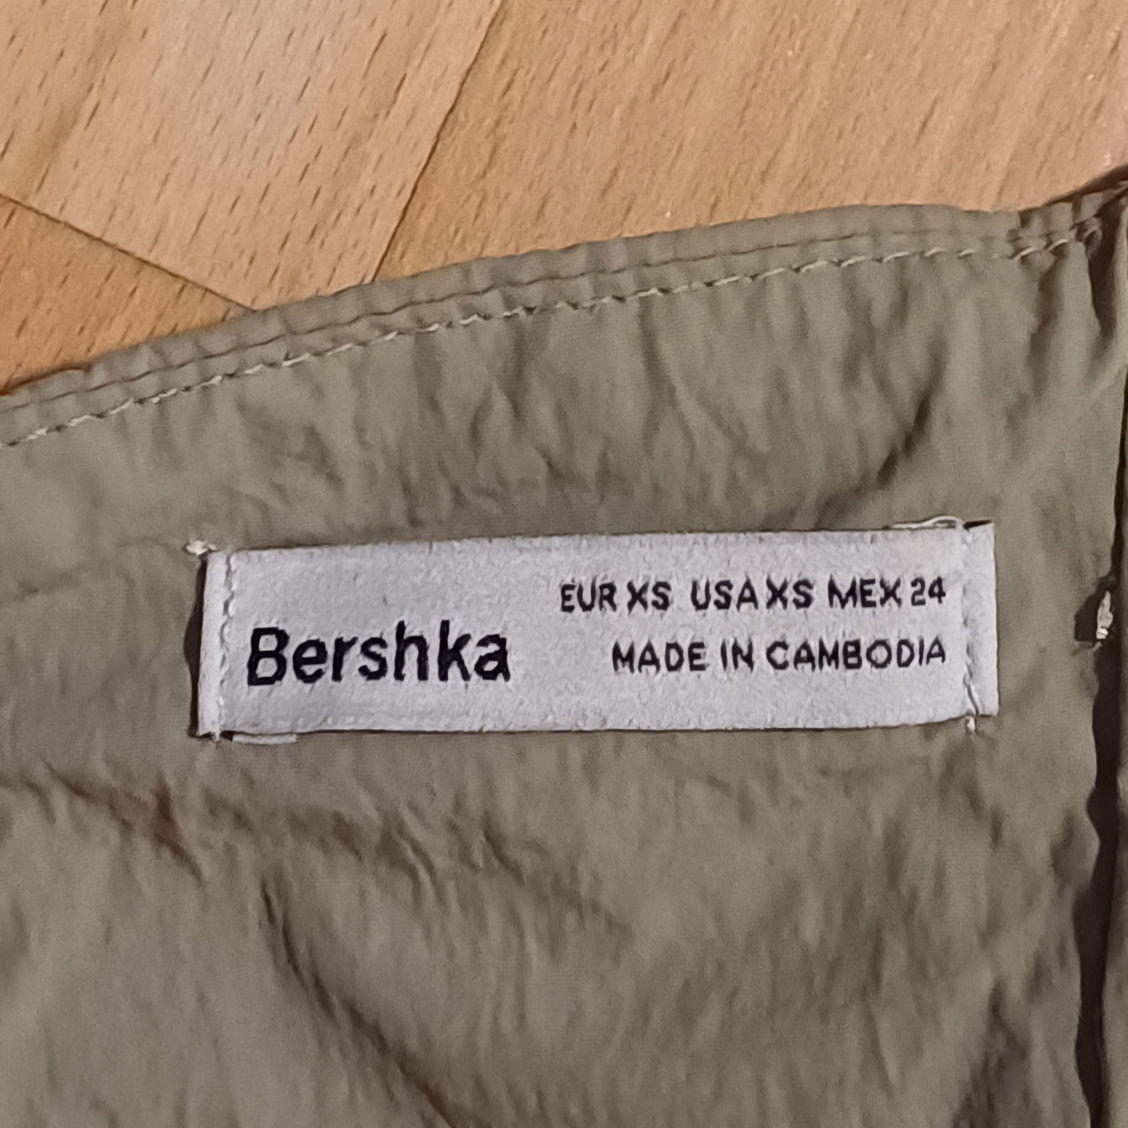 Bershka
EUR XS USA XS MEX 24
MADE IN CAMBODIA